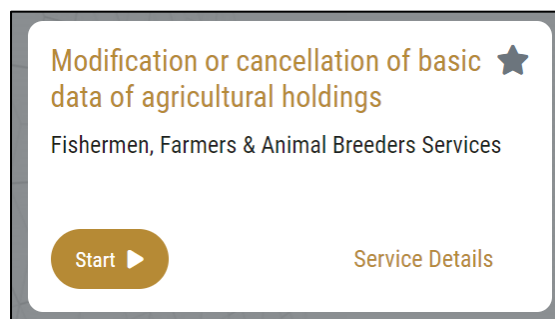 Modification or cancellation of basic
data of agricultural holdings
Fishermen, Farmers & Animal Breeders Services
Start
Service Details